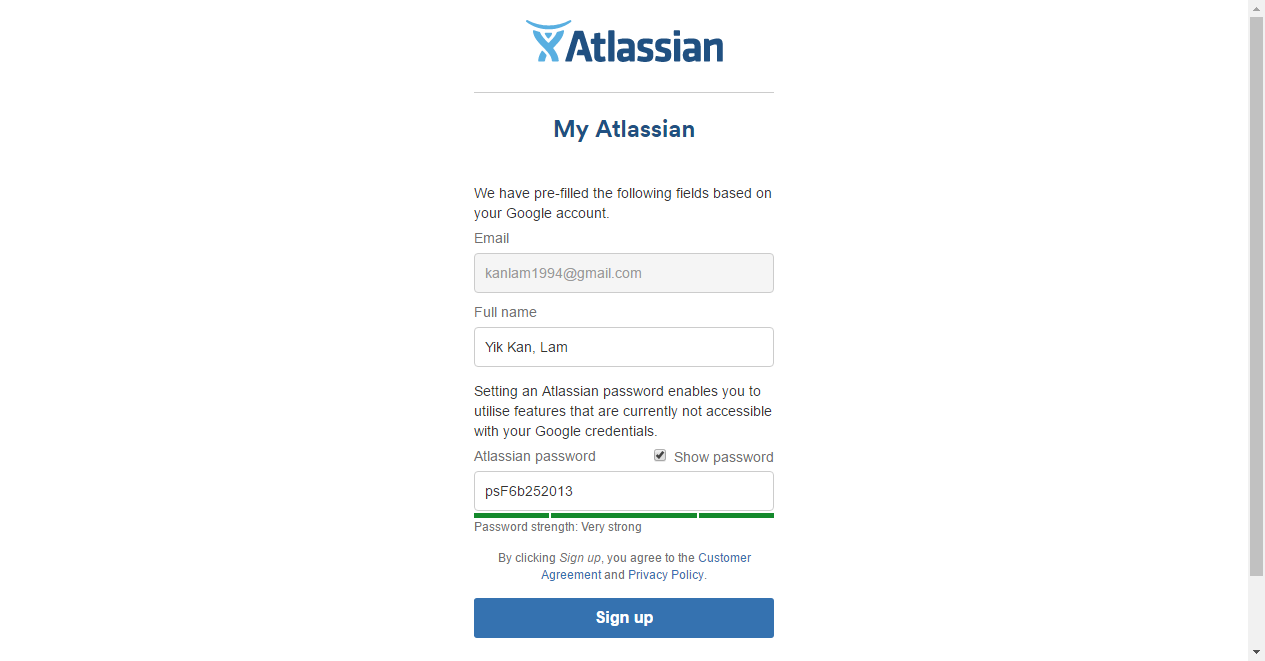 Atlassian
My Atlassian
We have pre-filled the following fields based on
your Google account.
Email
kanlam1994@gmail.com
Full name
Yik Kan, Lam
Setting an Atlassian password enables you to
utilise features that are currently not accessible
with your Google credentials.
Atlassian password Show password
psF6b252013
Password strength: Very strong
By clicking Sign up, you agree to the Customer
Agreement and Privacy Policy.
Sign up